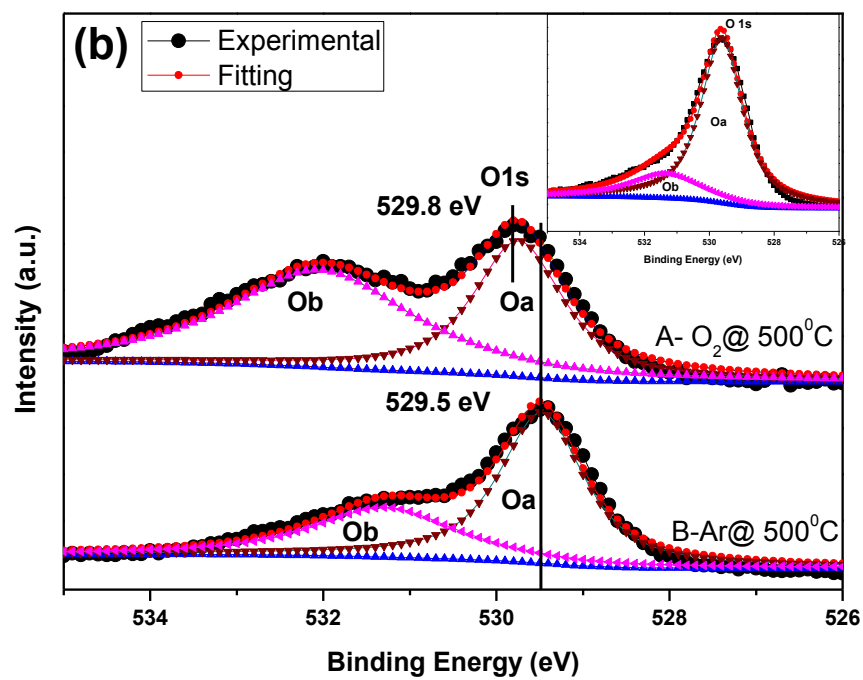 (b)
Experimental
Fitting
O 1s
Oa
Ob
534 532 530 528 526
Binding Energy (eV)
O1s
529.8 eV
Ob
Oa
A- O₂@ 500⁰C
529.5 eV
Oa
Ob
B-Ar@ 500⁰C
Intensity (a.u.)
534 532 530 528 526
Binding Energy (eV)